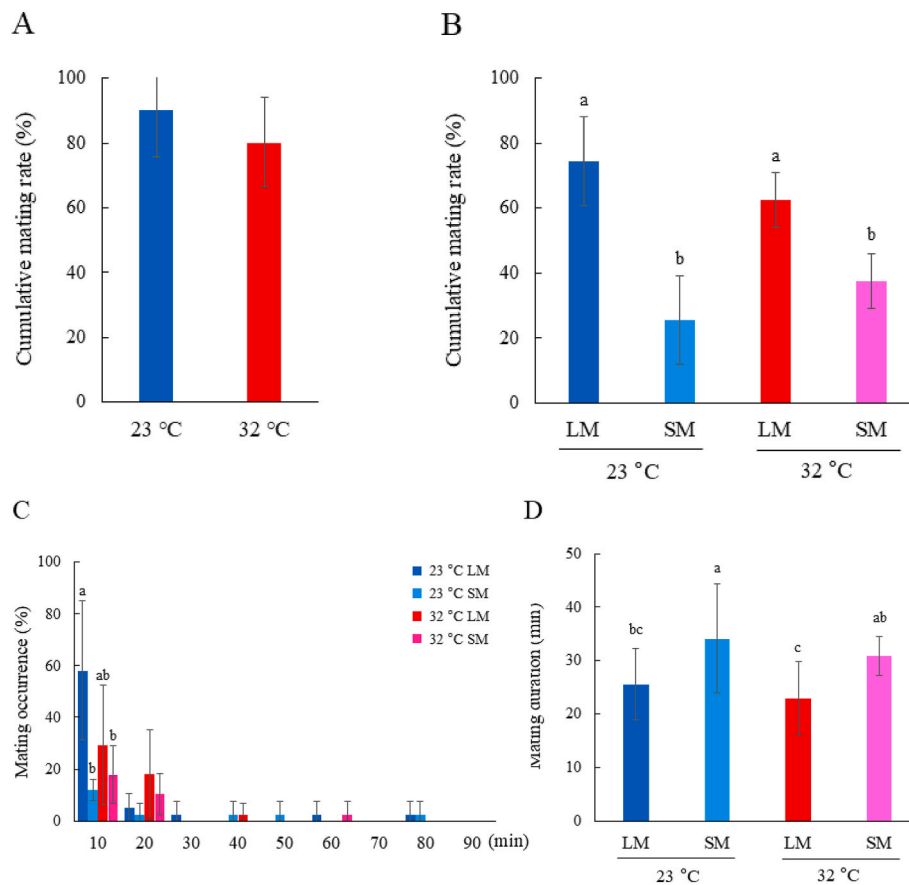 A
Cumulative mating rate (%)
100
80
60
40
20
0
23 °C
32 °C
B
Cumulative mating rate (%)
100
80
60
40
20
0
a
b
a
b
LM
SM
LM
SM
23 °C
32 °C
C
Mating occurrence (%)
100
80
60
40
20
0
a
b
ab
b
23 °C LM
23 °C SM
32 °C LM
32 °C SM
10 20 30 40 50 60 70 80 90 (min)
D
Mating duration (min)
50
40
30
20
10
0
bc
a
c
ab
LM
SM
LM
SM
23 °C
32 °C